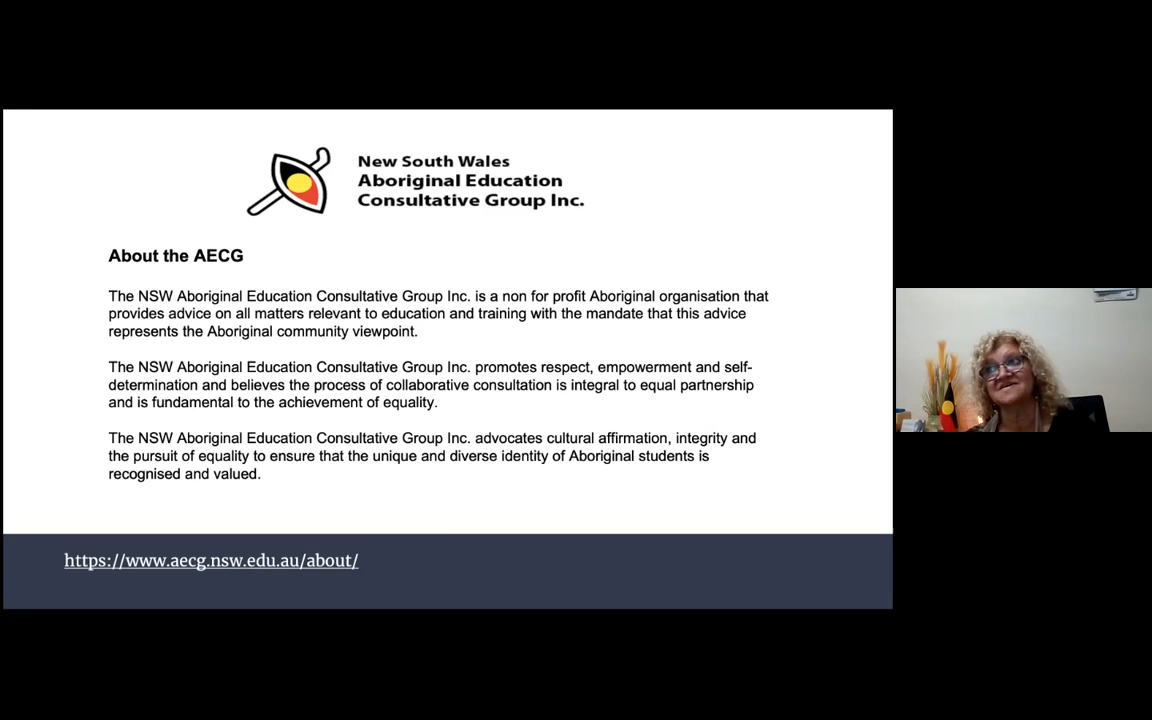 New South Wales
Aboriginal Education
Consultative Group Inc.
About the AECG
The NSW Aboriginal Education Consultative Group Inc. is a non for profit Aboriginal organisation that
provides advice on all matters relevant to education and training with the mandate that this advice
represents the Aboriginal community viewpoint.
The NSW Aboriginal Education Consultative Group Inc. promotes respect, empowerment and self-
determination and believes the process of collaborative consultation is integral to equal partnership
and is fundamental to the achievement of equality.
The NSW Aboriginal Education Consultative Group Inc. advocates cultural affirmation, integrity and
the pursuit of equality to ensure that the unique and diverse identity of Aboriginal students is
recognised and valued.
https://www.aecg.nsw.edu.au/about/